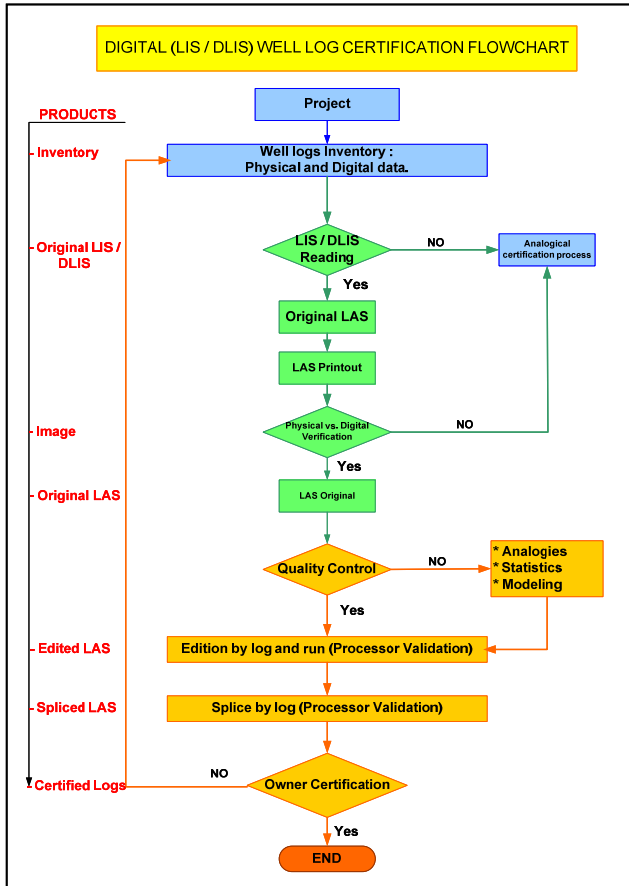 DIGITAL (LIS / DLIS) WELL LOG CERTIFICATION FLOWCHART
PRODUCTS
Project
Inventory
Well logs Inventory :
Physical and Digital data.
Original LIS /
DLIS
LIS / DLIS
Reading
NO
Analogical
certification process
Yes
Original LAS
LAS Printout
Image
Physical vs. Digital
Verification
NO
Yes
Original LAS
LAS Original
Quality Control
NO
* Analogies
* Statistics
* Modeling
Yes
Edited LAS
Edition by log and run (Processor Validation)
Spliced LAS
Splice by log (Processor Validation)
Certified Logs
NO
Owner Certification
Yes
END